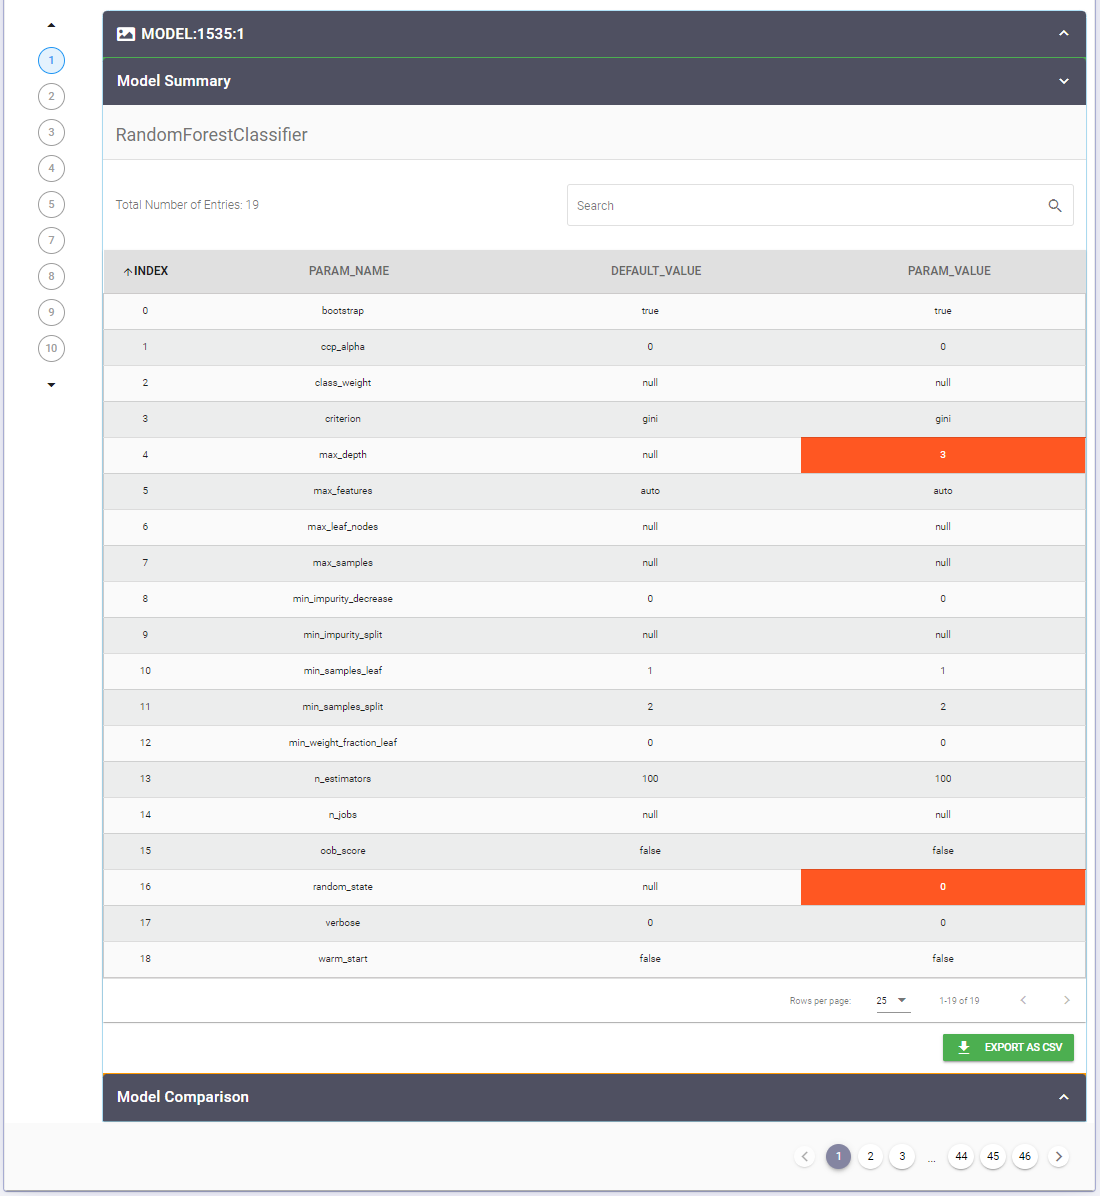 1
2
3
4
5
7
8
9
10
MODEL:1535:1
Model Summary
RandomForestClassifier
Total Number of Entries: 19
Search
INDEX PARAM_NAME DEFAULT_VALUE PARAM_VALUE
0 bootstrap true true
1 ccp_alpha 0 0
2 class_weight null null
3 criterion gini gini
4 max_depth null 3
5 max_features auto auto
6 max_leaf_nodes null null
7 max_samples null null
8 min_impurity_decrease 0 0
9 min_impurity_split null null
10 min_samples_leaf 1 1
11 min_samples_split 2 2
12 min_weight_fraction_leaf 0 0
13 n_estimators 100 100
14 n_jobs null null
15 oob_score false false
16 random_state null 0
17 verbose 0 0
18 warm_start false false
Rows per page: 25 1-19 of 19
EXPORT AS CSV
Model Comparison
1 2 3 ... 44 45 46